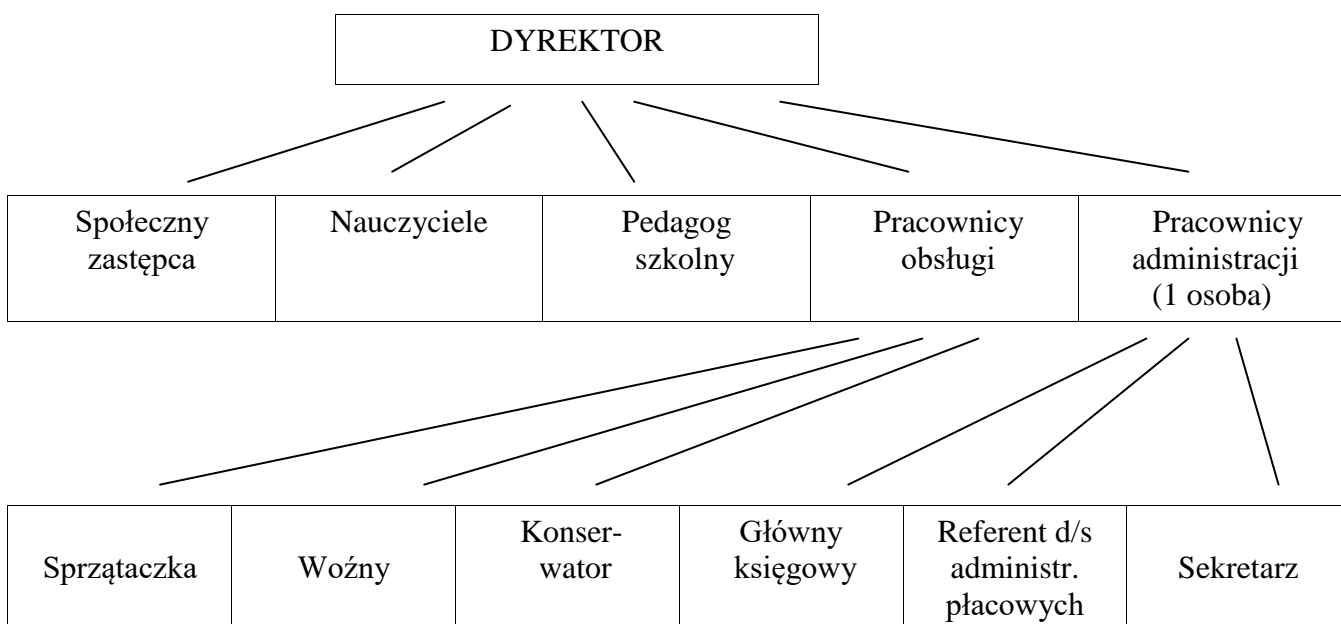 DYREKTOR
Społeczny
zastępca
Nauczyciele
Pedagog
szkolny
Pracownicy
obsługi
Pracownicy
administracji
(1 osoba)
Sprzątaczka
Woźny
Konser-
wator
Główny
księgowy
Referent d/s
administr.
płacowych
Sekretarz